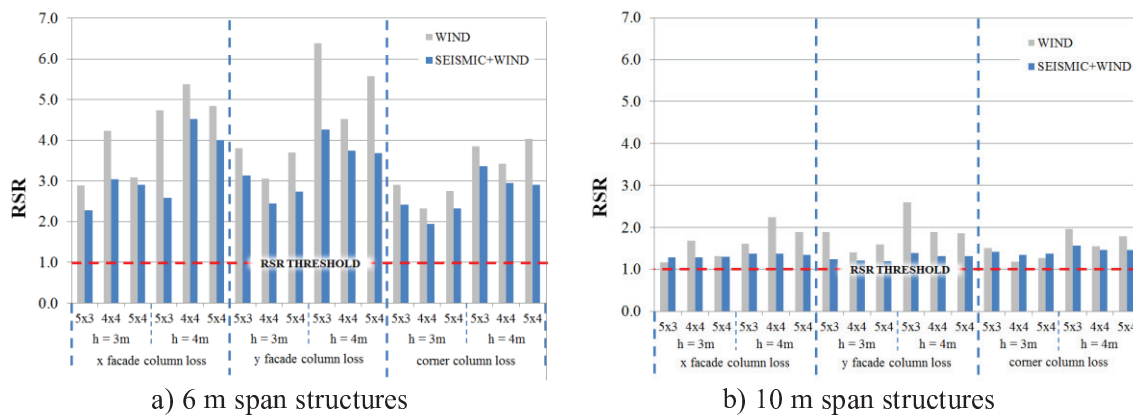 7.0
6.0
5.0
4.0
3.0
2.0
1.0
0.0
RSR
WIND
SEISMIC+WIND
RSR THRESHOLD
5x3 4x4 5x4 5x3 4x4 5x4 5x3 4x4 5x4 5x3 4x4 5x4 5x3 4x4 5x4 5x3 4x4 5x4
h = 3m h = 4m h = 3m h = 4m h = 3m h = 4m
x facade column loss y facade column loss corner column loss
a) 6 m span structures
7.0
6.0
5.0
4.0
3.0
2.0
1.0
0.0
RSR
WIND
SEISMIC+WIND
RSR THRESHOLD
5x3 4x4 5x4 5x3 4x4 5x4 5x3 4x4 5x4 5x3 4x4 5x4 5x3 4x4 5x4 5x3 4x4 5x4
h = 3m h = 4m h = 3m h = 4m h = 3m h = 4m
x facade column loss y facade column loss corner column loss
b) 10 m span structures